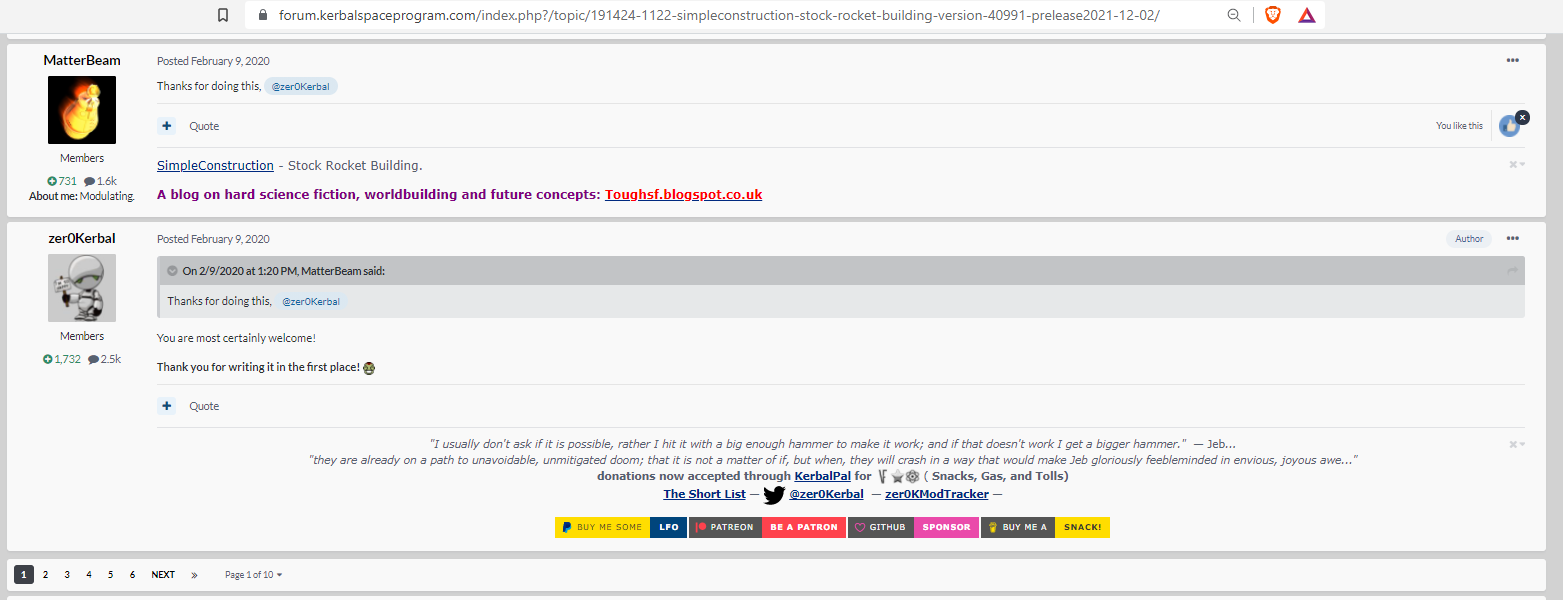 forum.kerbalspaceprogram.com/index.php?/topic/191424-1122-simpleconstruction-stock-rocket-building-version-40991-prelease2021-12-02/
MatterBeam
Posted February 9, 2020
Thanks for doing this, @zer0Kerbal
Quote
You like this
Members
731 1.6k
About me: Modulating.
SimpleConstruction - Stock Rocket Building.
A blog on hard science fiction, worldbuilding and future concepts: Toughsf.blogspot.co.uk
zer0Kerbal
Posted February 9, 2020
Author
On 2/9/2020 at 1:20 PM, MatterBeam said:
Thanks for doing this, @zer0Kerbal
Members
1,732 2.5k
You are most certainly welcome!
Thank you for writing it in the first place!
Quote
"I usually don't ask if it is possible, rather I hit it with a big enough hammer to make it work; and if that doesn't work I get a bigger hammer." — Jeb...
"they are already on a path to unavoidable, unmitigated doom; that it is not a matter of if, but when, they will crash in a way that would make Jeb gloriously feebleminded in envious, joyous awe..."
donations now accepted through KerbalPal for ( Snacks, Gas, and Tolls)
The Short List — @zer0Kerbal — zer0KModTracker —
BUY ME SOME LFO PATREON BE A PATRON GITHUB SPONSOR BUY ME A SNACK!
1 2 3 4 5 6 NEXT » Page 1 of 10